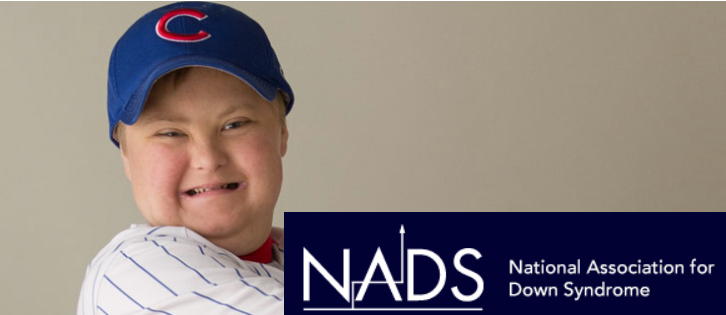 C
NADS
National Association for
Down Syndrome